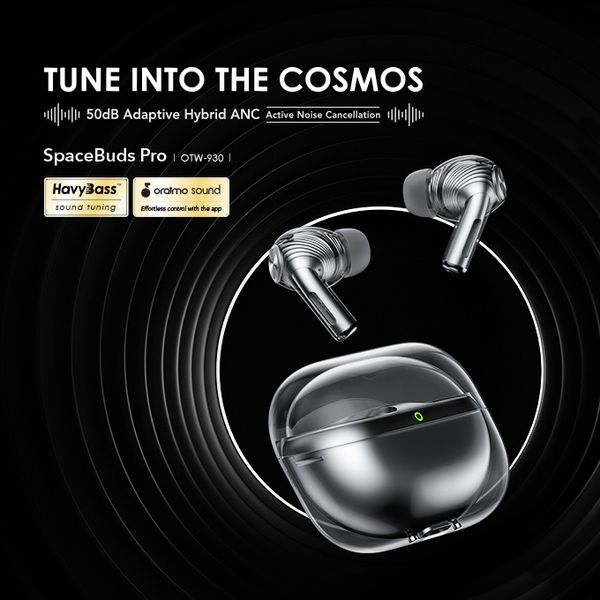 TUNE INTO THE COSMOS
50dB Adaptive Hybrid ANC Active Noise Cancellation
SpaceBuds Pro | OTW-930 |
HavyBass™
sound tuning
oraimo sound
Effortless control with the app